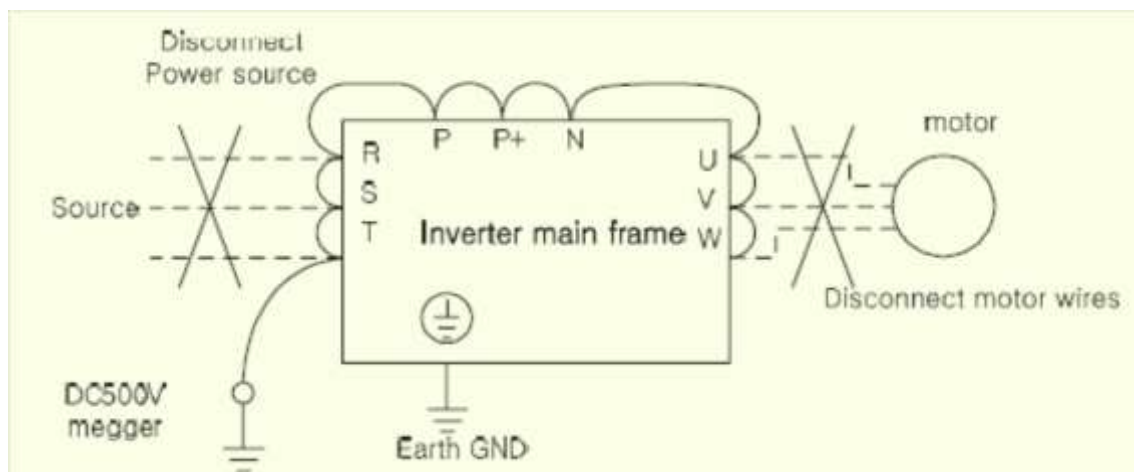 Disconnect
Power source
P P+ N
motor
R
U
S
V
Source
T
Inverter main frame
W
Disconnect motor wires
DC500V
megger
Earth GND